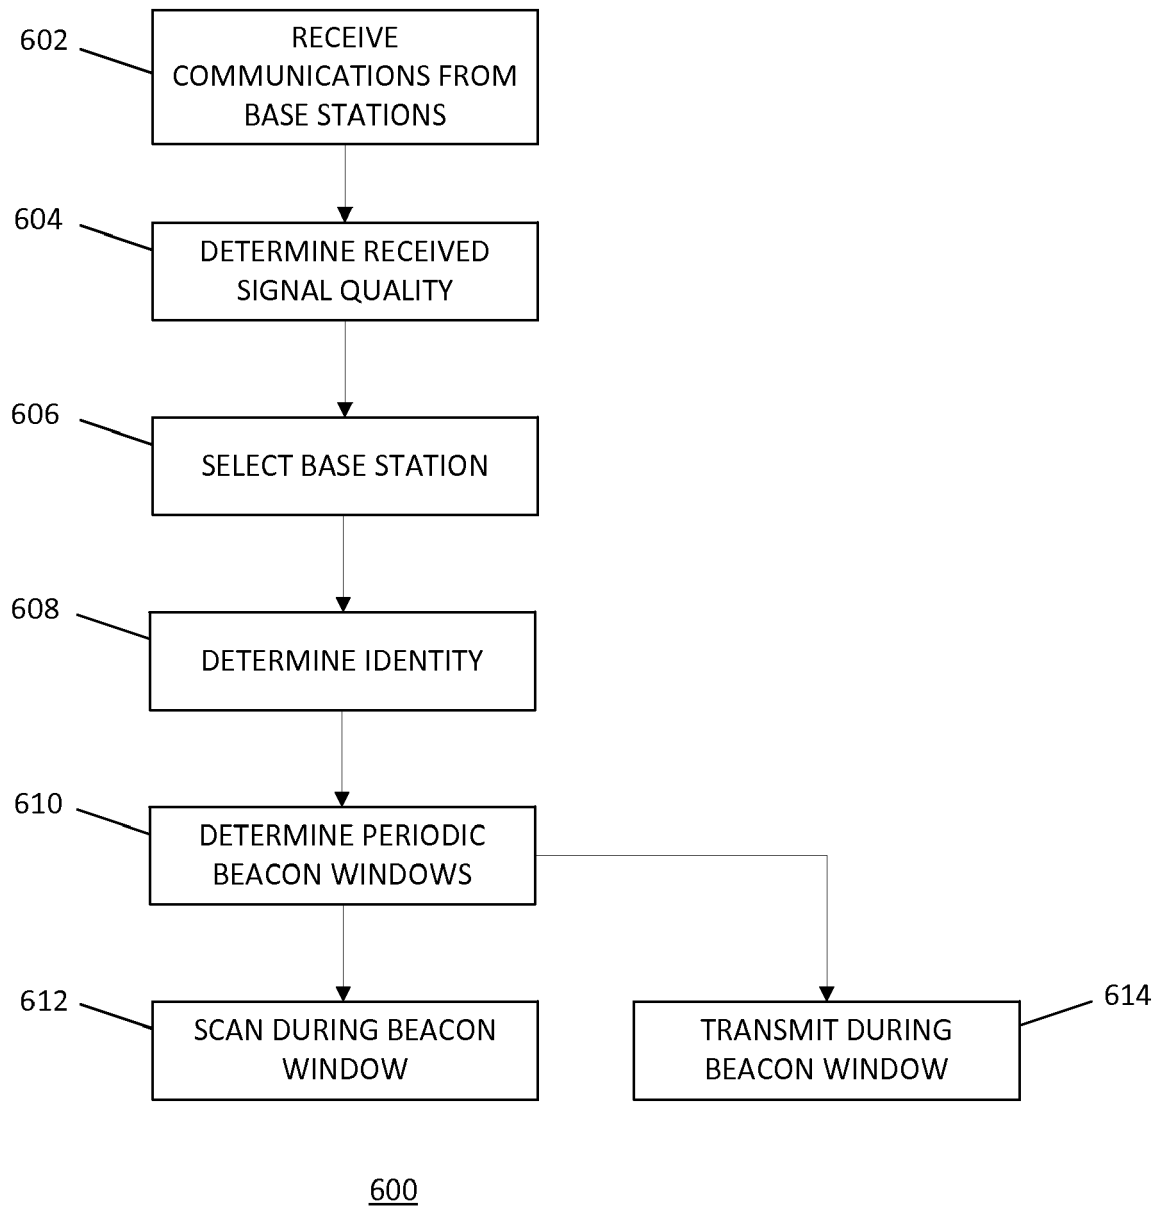 602
RECEIVE
COMMUNICATIONS FROM
BASE STATIONS
604
DETERMINE RECEIVED
SIGNAL QUALITY
606
SELECT BASE STATION
608
DETERMINE IDENTITY
610
DETERMINE PERIODIC
BEACON WINDOWS
612
SCAN DURING BEACON
WINDOW
614
TRANSMIT DURING
BEACON WINDOW
600